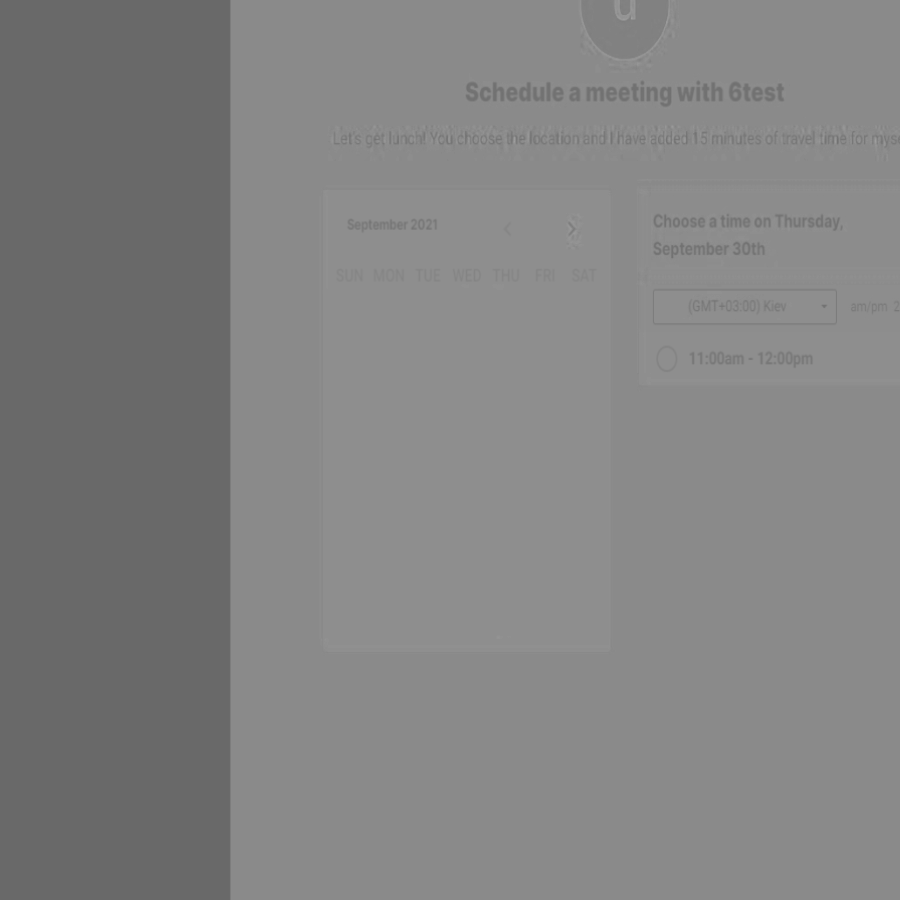 d
Schedule a meeting with 6test
Let's get lunch! You choose the location and I have added 15 minutes of travel time for myse
September 2021
SUN MON TUE WED THU FRI SAT
Choose a time on Thursday,
September 30th
(GMT+03:00) Kiev
am/pm 2
11:00am - 12:00pm